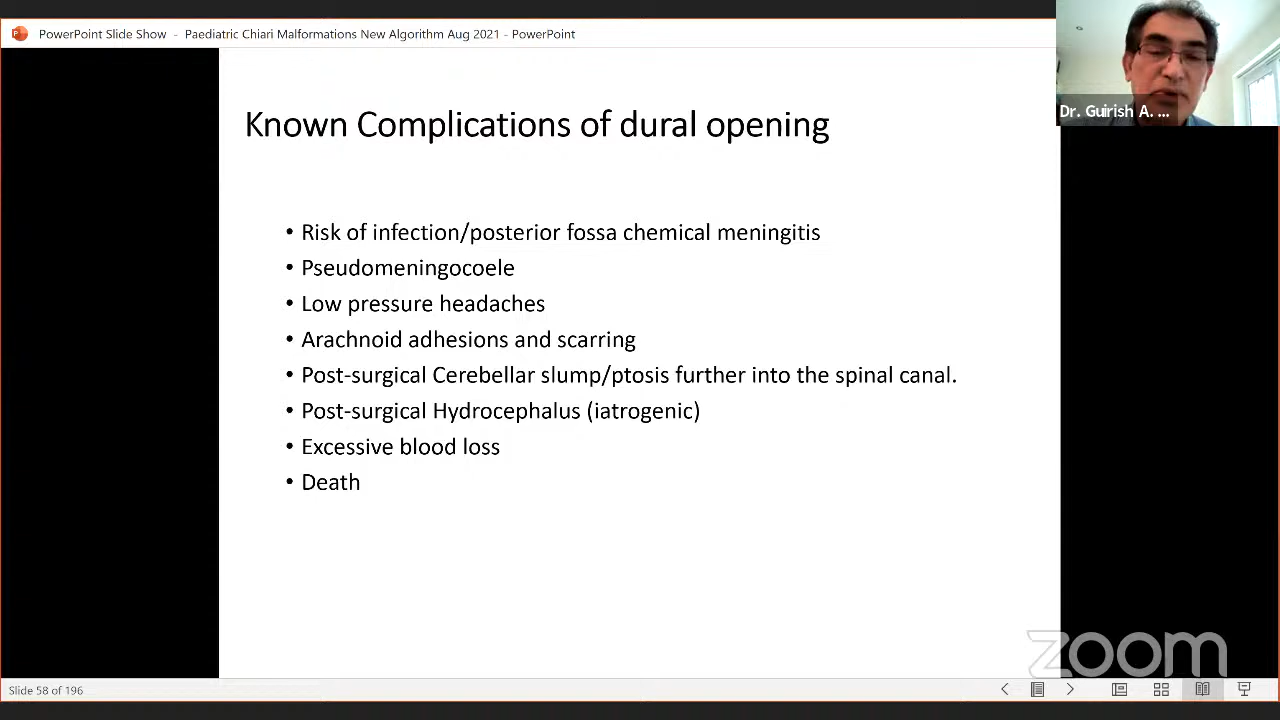 PowerPoint Slide Show - Paediatric Chiari Malformations New Algorithm Aug 2021 - PowerPoint
Dr. Guirish A. ...
Known Complications of dural opening
• Risk of infection/posterior fossa chemical meningitis
• Pseudomeningocoele
• Low pressure headaches
• Arachnoid adhesions and scarring
• Post-surgical Cerebellar slump/ptosis further into the spinal canal.
• Post-surgical Hydrocephalus (iatrogenic)
• Excessive blood loss
• Death
zoom
Slide 58 of 196